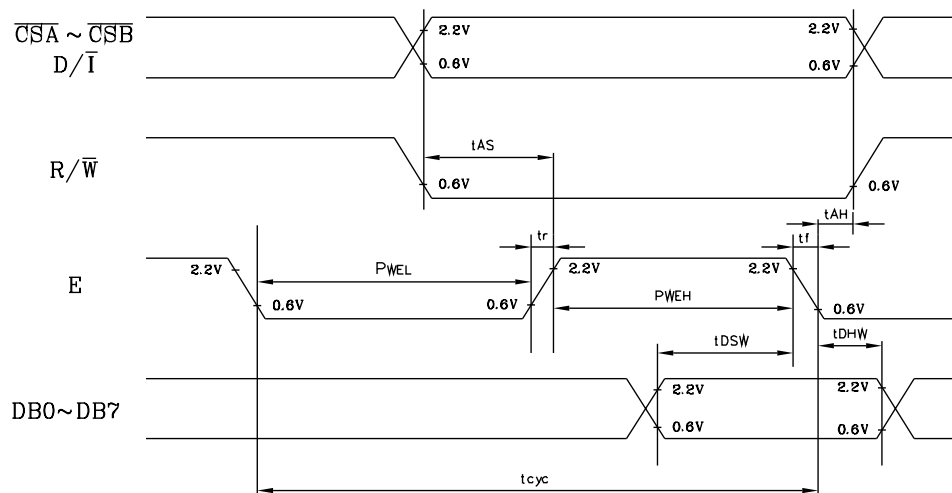 C̅S̅A̅ ~ C̅S̅B̅
D/I̅
2.2V
2.2V
0.6V
0.6V
tAS
R/W̅
0.6V
0.6V
tAH
tr
tf
E
2.2V
PWEL
2.2V
2.2V
0.6V
0.6V
PWEH
0.6V
tDSW
tDHW
DB0~DB7
2.2V
2.2V
0.6V
0.6V
tcyc